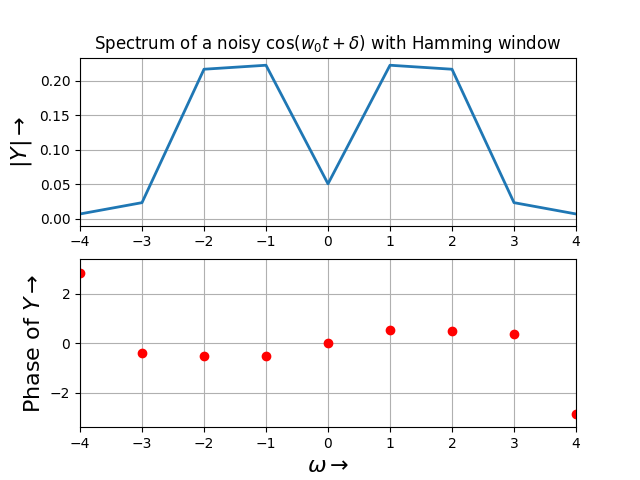 Spectrum of a noisy cos(w₀t + δ) with Hamming window
|Y| →
0.20
0.15
0.10
0.05
0.00
−4 −3 −2 −1 0 1 2 3 4
Phase of Y →
2
0
−2
−4 −3 −2 −1 0 1 2 3 4
ω →